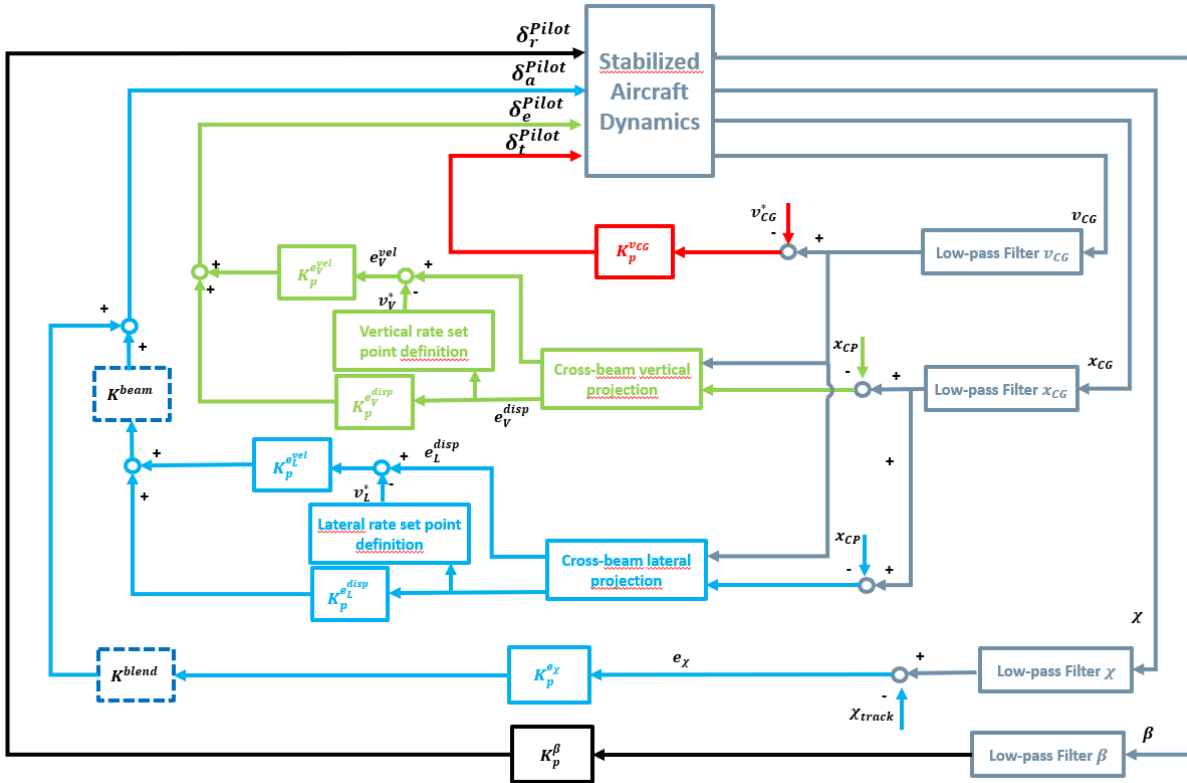 δ_r^Pilot
δ_a^Pilot
δ_e^Pilot
δ_t^Pilot
Stabilized
Aircraft
Dynamics
v*_CG
-
+
v_CG
K_p^{v_CG}
Low-pass Filter v_CG
e_V^vel
+
+
K_p^{e_V^vel}
+
-
v*_V
Vertical rate set
point definition
x_CP
-
+
x_CG
Cross-beam vertical
projection
Low-pass Filter x_CG
K_p^{e_V^disp}
e_V^disp
+
+
K^beam
e_L^disp
+
+
K_p^{e_L^vel}
+
-
+
v*_L
Lateral rate set point
definition
x_CP
-
+
Cross-beam lateral
projection
K_p^{e_L^disp}
χ
K^blend
K_p^{e_χ}
e_χ
+
-
χ_track
Low-pass Filter χ
K_p^β
Low-pass Filter β
β